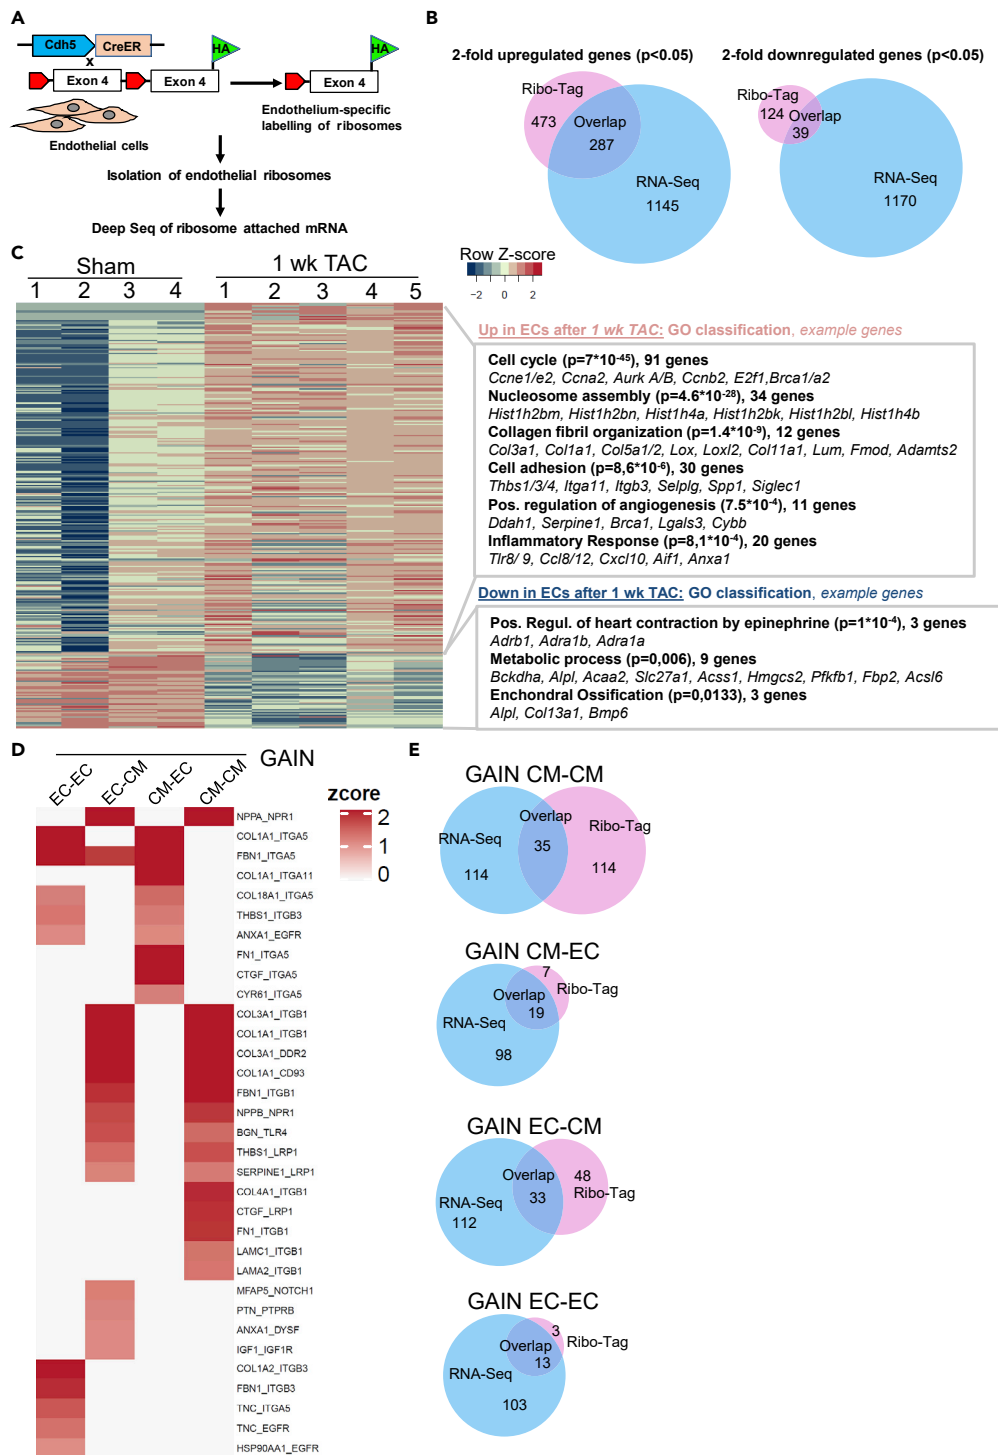 A
Cdh5 CreER
x
HA HA
Exon 4 Exon 4 Exon 4
Endothelial cells
Endothelium-specific
labelling of ribosomes
Isolation of endothelial ribosomes
Deep Seq of ribosome attached mRNA
B
2-fold upregulated genes (p<0.05)
Ribo-Tag
473
Overlap
287
RNA-Seq
1145
2-fold downregulated genes (p<0.05)
Ribo-Tag
124
Overlap
39
RNA-Seq
1170
C
Sham 1 wk TAC
1 2 3 4 1 2 3 4 5
Row Z-score
−2 0 2
Up in ECs after 1 wk TAC: GO classification, example genes
Cell cycle (p=7*10-45), 91 genes
Ccne1/e2, Ccna2, Aurk A/B, Ccnb2, E2f1,Brca1/a2
Nucleosome assembly (p=4.6*10-28), 34 genes
Hist1h2bm, Hist1h2bn, Hist1h4a, Hist1h2bk, Hist1h2bl, Hist1h4b
Collagen fibril organization (p=1.4*10-9), 12 genes
Col3a1, Col1a1, Col5a1/2, Lox, Loxl2, Col11a1, Lum, Fmod, Adamts2
Cell adhesion (p=8,6*10-6), 30 genes
Thbs1/3/4, Itga11, Itgb3, Selplg, Spp1, Siglec1
Pos. regulation of angiogenesis (7.5*10-4), 11 genes
Ddah1, Serpine1, Brca1, Lgals3, Cybb
Inflammatory Response (p=8,1*10-4), 20 genes
Tlr8/ 9, Ccl8/12, Cxcl10, Aif1, Anxa1
Down in ECs after 1 wk TAC: GO classification, example genes
Pos. Regul. of heart contraction by epinephrine (p=1*10-4), 3 genes
Adrb1, Adra1b, Adra1a
Metabolic process (p=0,006), 9 genes
Bckdha, Alpl, Acaa2, Slc27a1, Acss1, Hmgcs2, Pfkfb1, Fbp2, Acsl6
Enchondral Ossification (p=0,0133), 3 genes
Alpl, Col13a1, Bmp6
D
GAIN
EC-EC EC-CM CM-EC CM-CM
zcore
2
1
0
NPPA_NPR1
COL1A1_ITGA5
FBN1_ITGA5
COL1A1_ITGA11
COL18A1_ITGA5
THBS1_ITGB3
ANXA1_EGFR
FN1_ITGA5
CTGF_ITGA5
CYR61_ITGA5
COL3A1_ITGB1
COL1A1_ITGB1
COL3A1_DDR2
COL1A1_CD93
FBN1_ITGB1
NPPB_NPR1
BGN_TLR4
THBS1_LRP1
SERPINE1_LRP1
COL4A1_ITGB1
CTGF_LRP1
FN1_ITGB1
LAMC1_ITGB1
LAMA2_ITGB1
MFAP5_NOTCH1
PTN_PTPRB
ANXA1_DYSF
IGF1_IGF1R
COL1A2_ITGB3
FBN1_ITGB3
TNC_ITGA5
TNC_EGFR
HSP90AA1_EGFR
E
GAIN CM-CM
RNA-Seq
114
Overlap
35
Ribo-Tag
114
GAIN CM-EC
7
Ribo-Tag
Overlap
19
RNA-Seq
98
GAIN EC-CM
Overlap
33
48
Ribo-Tag
RNA-Seq
112
GAIN EC-EC
3
Ribo-Tag
Overlap
13
RNA-Seq
103